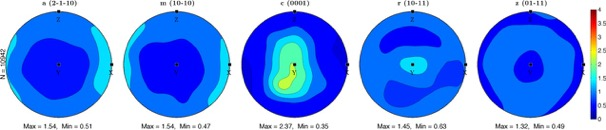 a (2-1-10) m (10-10) c (0001) r (10-11) z (01-11)
N = 10942
Z Z Z Z Z
Y X Y X Y X Y X Y X
4
3.5
3
2.5
2
1.5
1
0.5
0
Max = 1.54, Min = 0.51 Max = 1.54, Min = 0.47 Max = 2.37, Min = 0.35 Max = 1.45, Min = 0.63 Max = 1.32, Min = 0.49